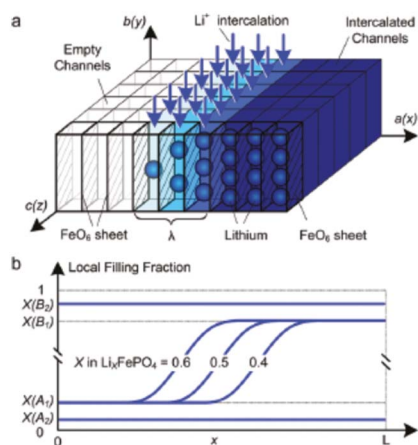 a
b(y)
Li⁺
intercalation
Intercalated
Channels
Empty
Channels
a(x)
c(z)
FeO₆ sheet
λ
Lithium
FeO₆ sheet
b
Local Filling Fraction
1
X(B₂)
X(B₁)
X in LiₓFePO₄ = 0.6 0.5 0.4
X(A₁)
X(A₂)
0 x L
0